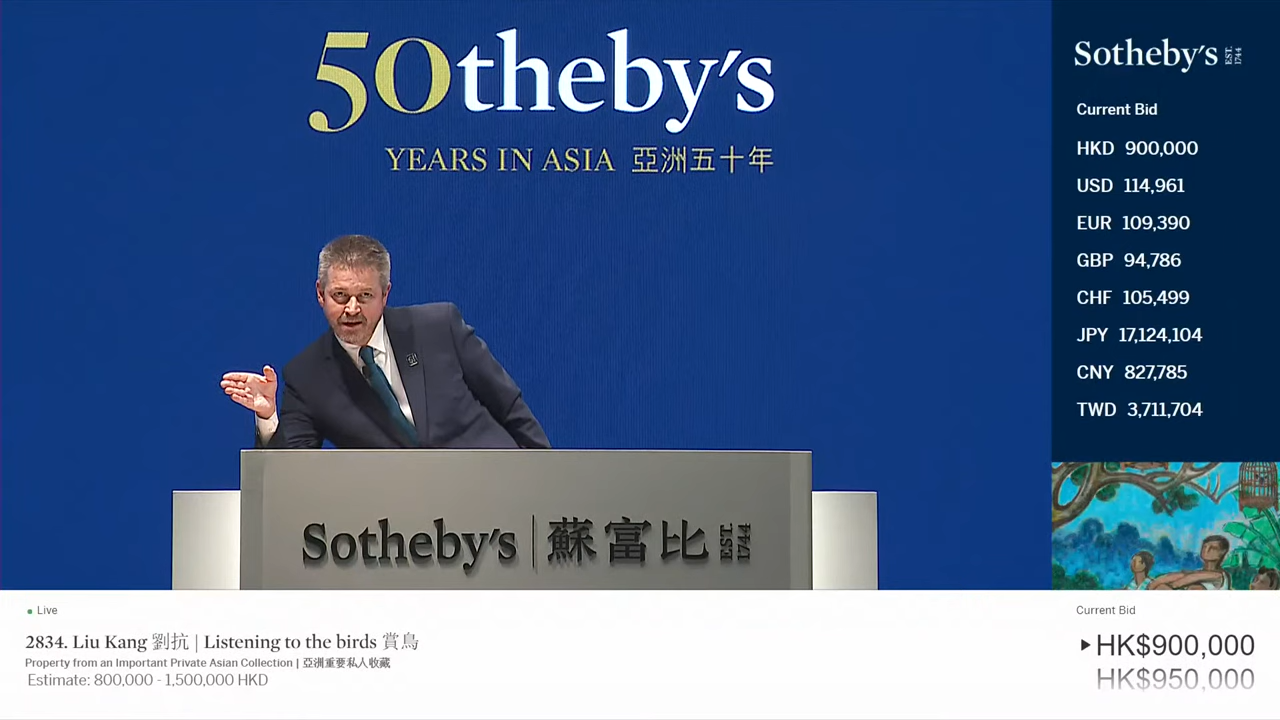 50theby's
YEARS IN ASIA 亞洲五十年
Sotheby's | 蘇富比 EST. 1744
Sotheby's EST. 1744
Current Bid
HKD 900,000
USD 114,961
EUR 109,390
GBP 94,786
CHF 105,499
JPY 17,124,104
CNY 827,785
TWD 3,711,704
Live
2834. Liu Kang 劉抗 | Listening to the birds 賞鳥
Property from an Important Private Asian Collection | 亞洲重要私人收藏
Estimate: 800,000 - 1,500,000 HKD
Current Bid
HK$900,000
HK$950,000